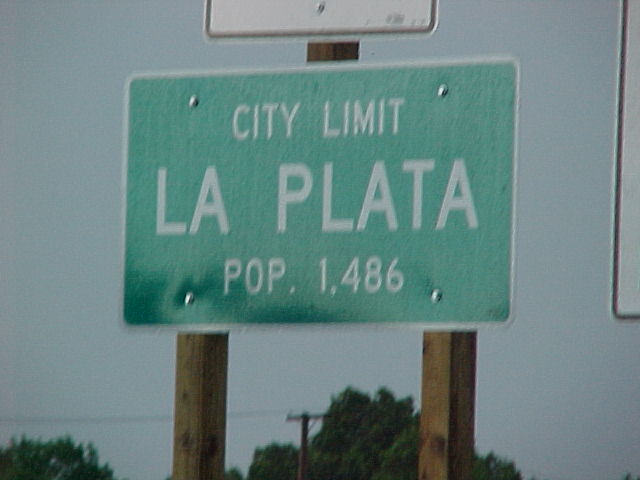 CITY LIMIT
LA PLATA
POP. 1,486